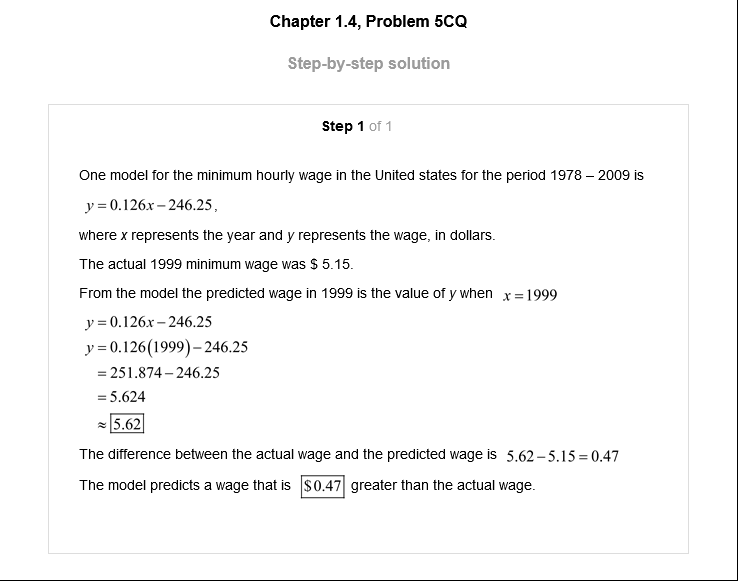 Chapter 1.4, Problem 5CQ
Step-by-step solution
Step 1 of 1
One model for the minimum hourly wage in the United states for the period 1978 – 2009 is
y = 0.126x – 246.25,
where x represents the year and y represents the wage, in dollars.
The actual 1999 minimum wage was $ 5.15.
From the model the predicted wage in 1999 is the value of y when x = 1999
y = 0.126x – 246.25
y = 0.126(1999) – 246.25
= 251.874 – 246.25
= 5.624
≈ 5.62
The difference between the actual wage and the predicted wage is 5.62 – 5.15 = 0.47
The model predicts a wage that is $0.47 greater than the actual wage.